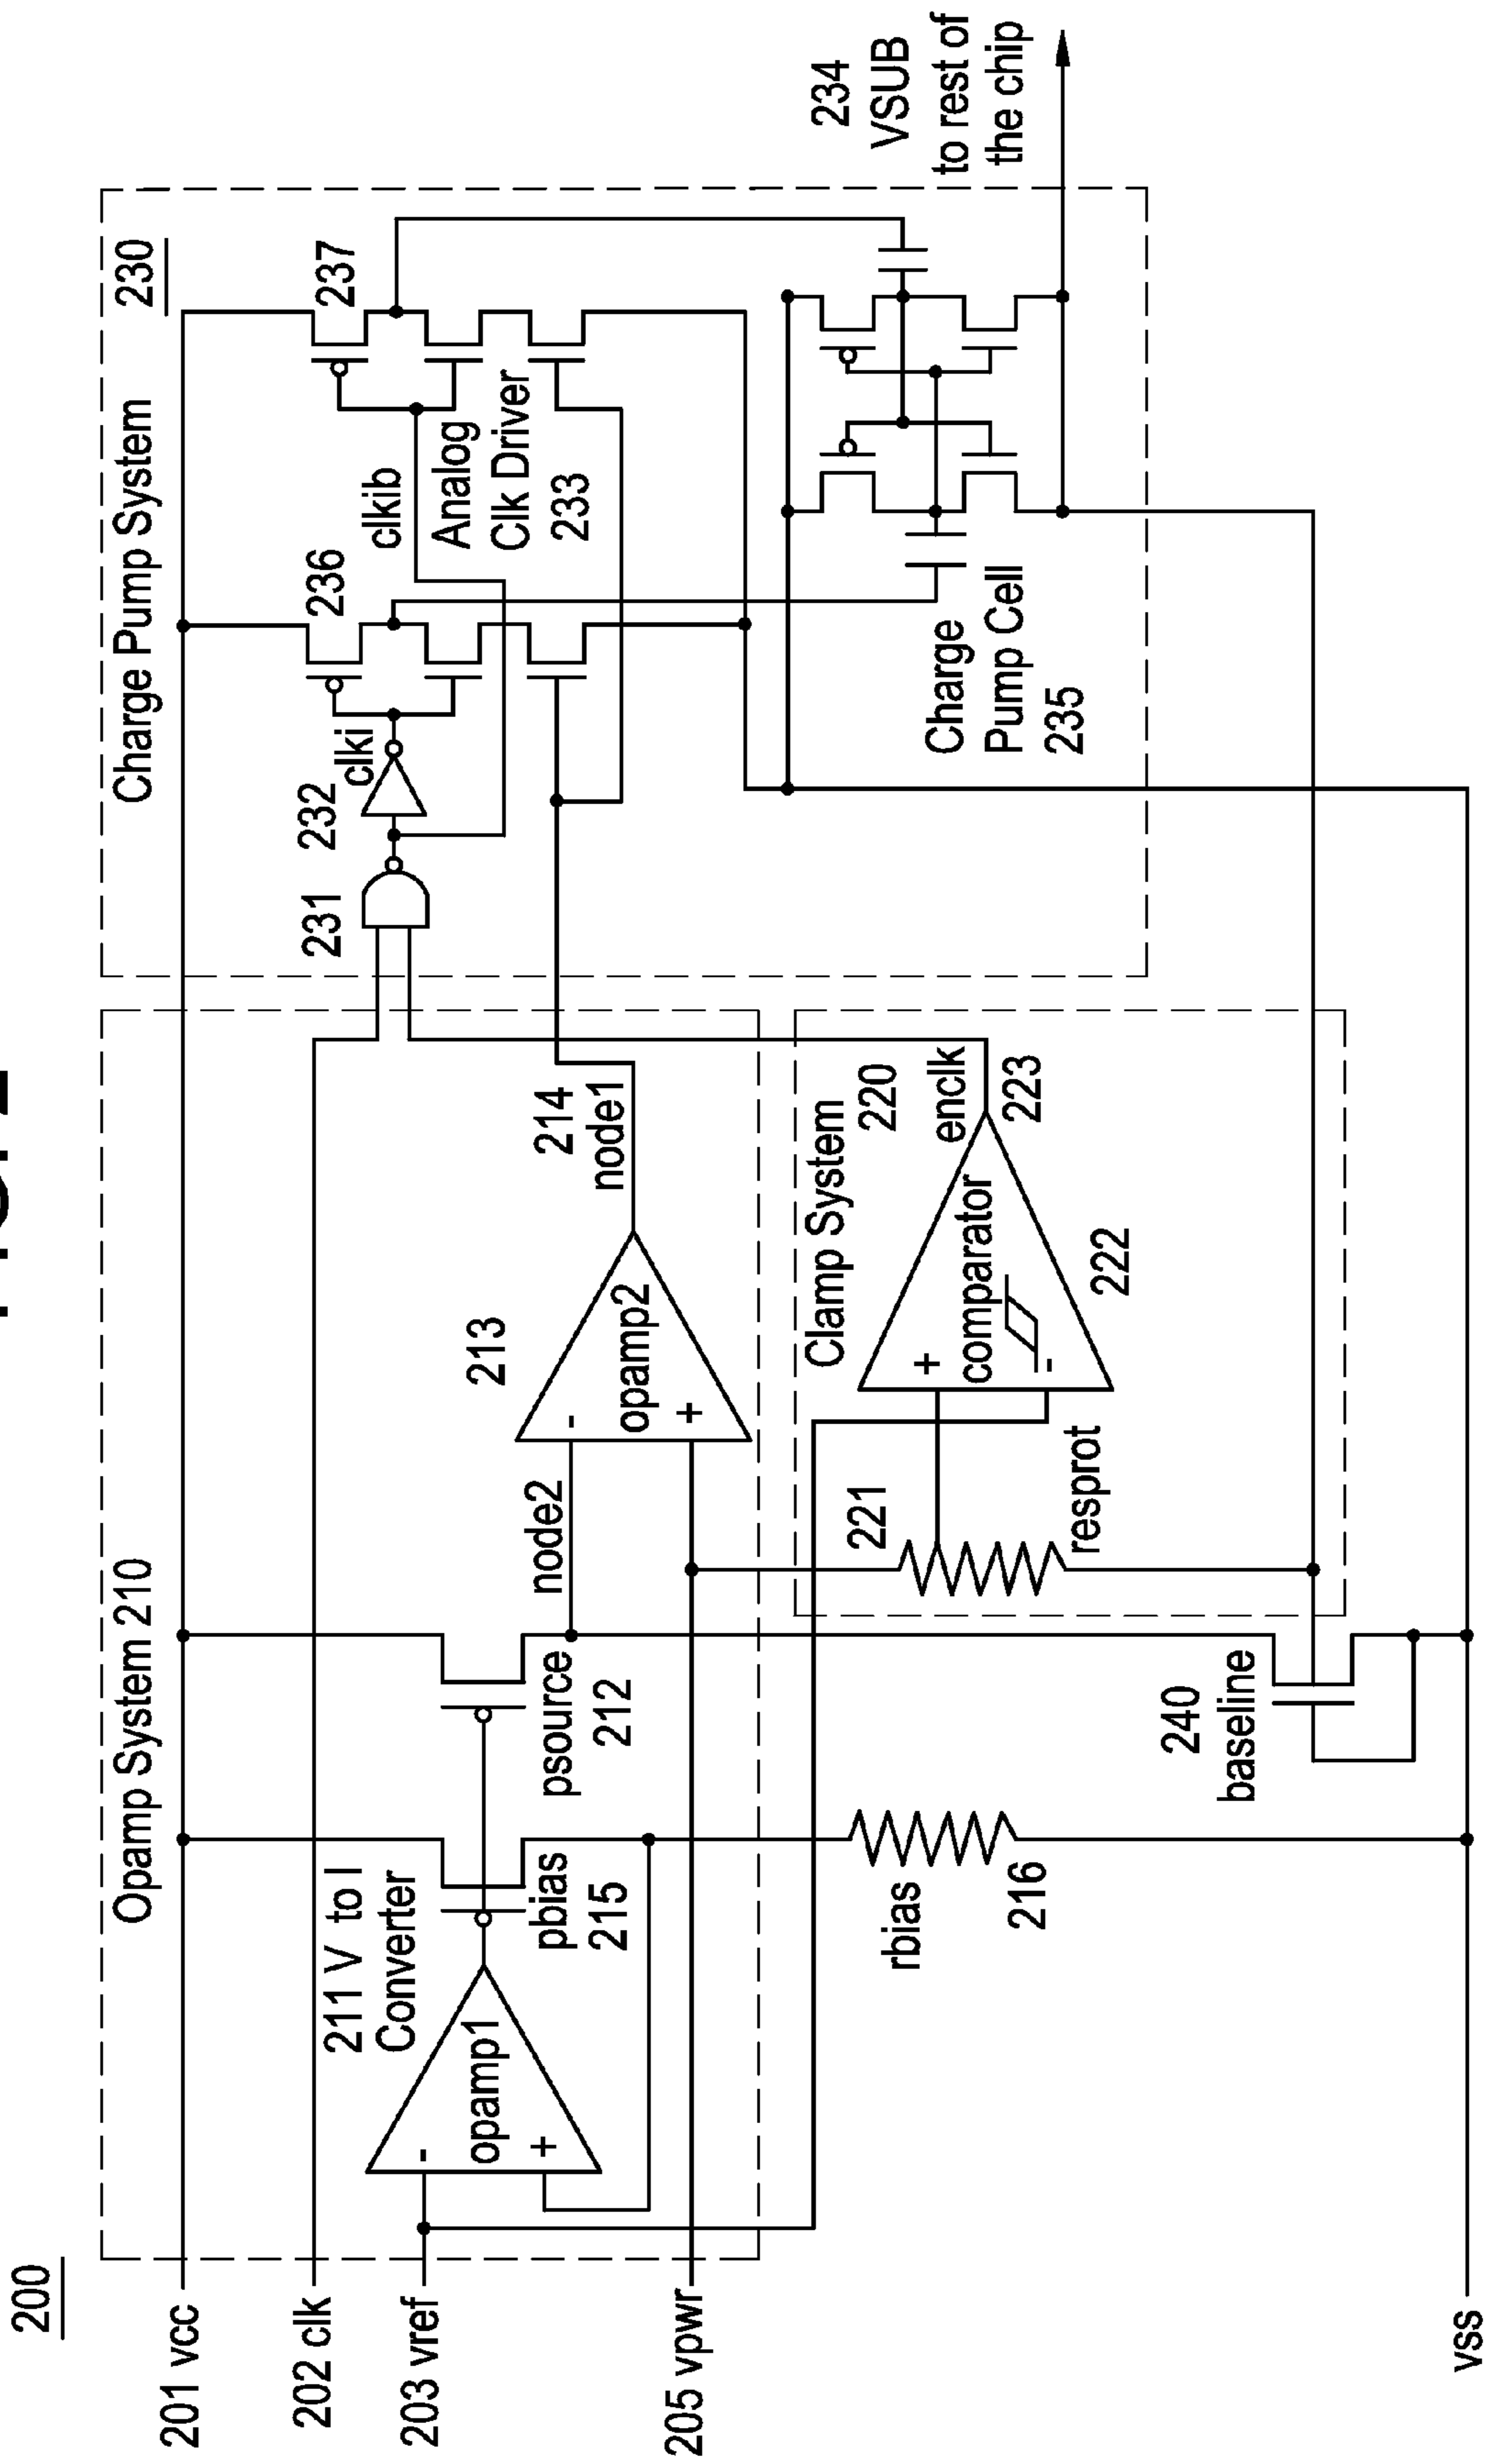 200
Opamp System 210
Charge Pump System
230
201 vcc
202 clk
203 vref
205 vpwr
vss
211 V to I
Converter
opamp1
-
+
pbias
215
psource
212
node2
213
opamp2
-
+
214
node1
rbias
216
240
baseline
Clamp System
220
221
resprot
comparator
+
-
222
enclk
223
231
232
clki
236
clkib
237
Analog
Clk Driver
233
Charge
Pump Cell
235
234
VSUB
to rest of
the chip